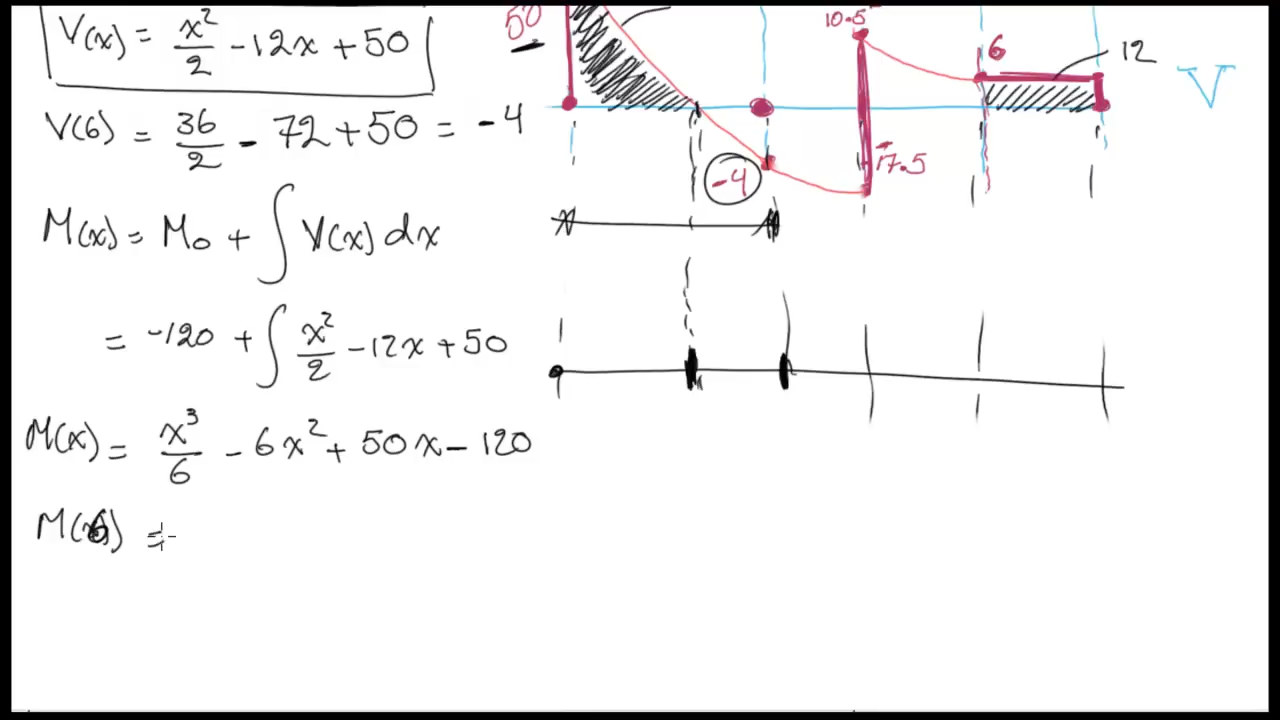 V(x) = x²/2 - 12x + 50
V(6) = 36/2 - 72 + 50 = -4
M(x) = M₀ + ∫ V(x) dx
= -120 + ∫ x²/2 - 12x + 50
M(x) = x³/6 - 6x² + 50x - 120
M(6) =
50
10.5
6
12
V
-4
17.5